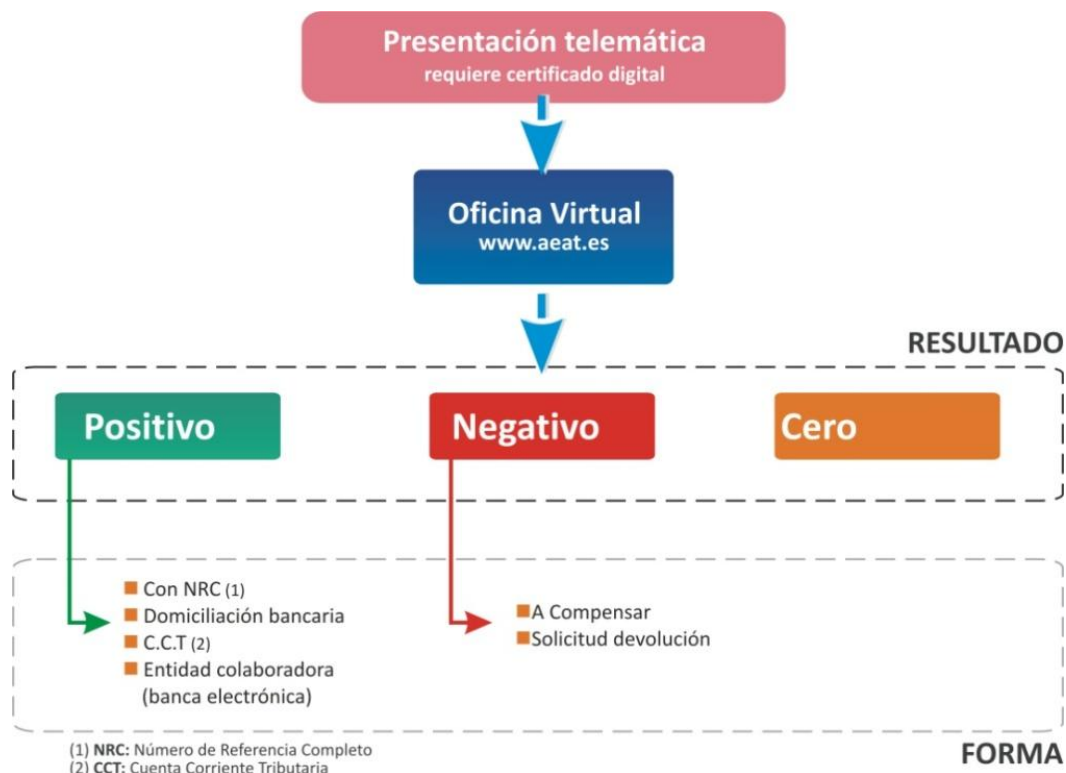 Presentación telemática
requiere certificado digital
Oficina Virtual
www.aeat.es
RESULTADO
Positivo
Negativo
Cero
Con NRC (1)
Domiciliación bancaria
C.C.T (2)
Entidad colaboradora
(banca electrónica)
A Compensar
Solicitud devolución
(1) NRC: Número de Referencia Completo
(2) CCT: Cuenta Corriente Tributaria
FORMA